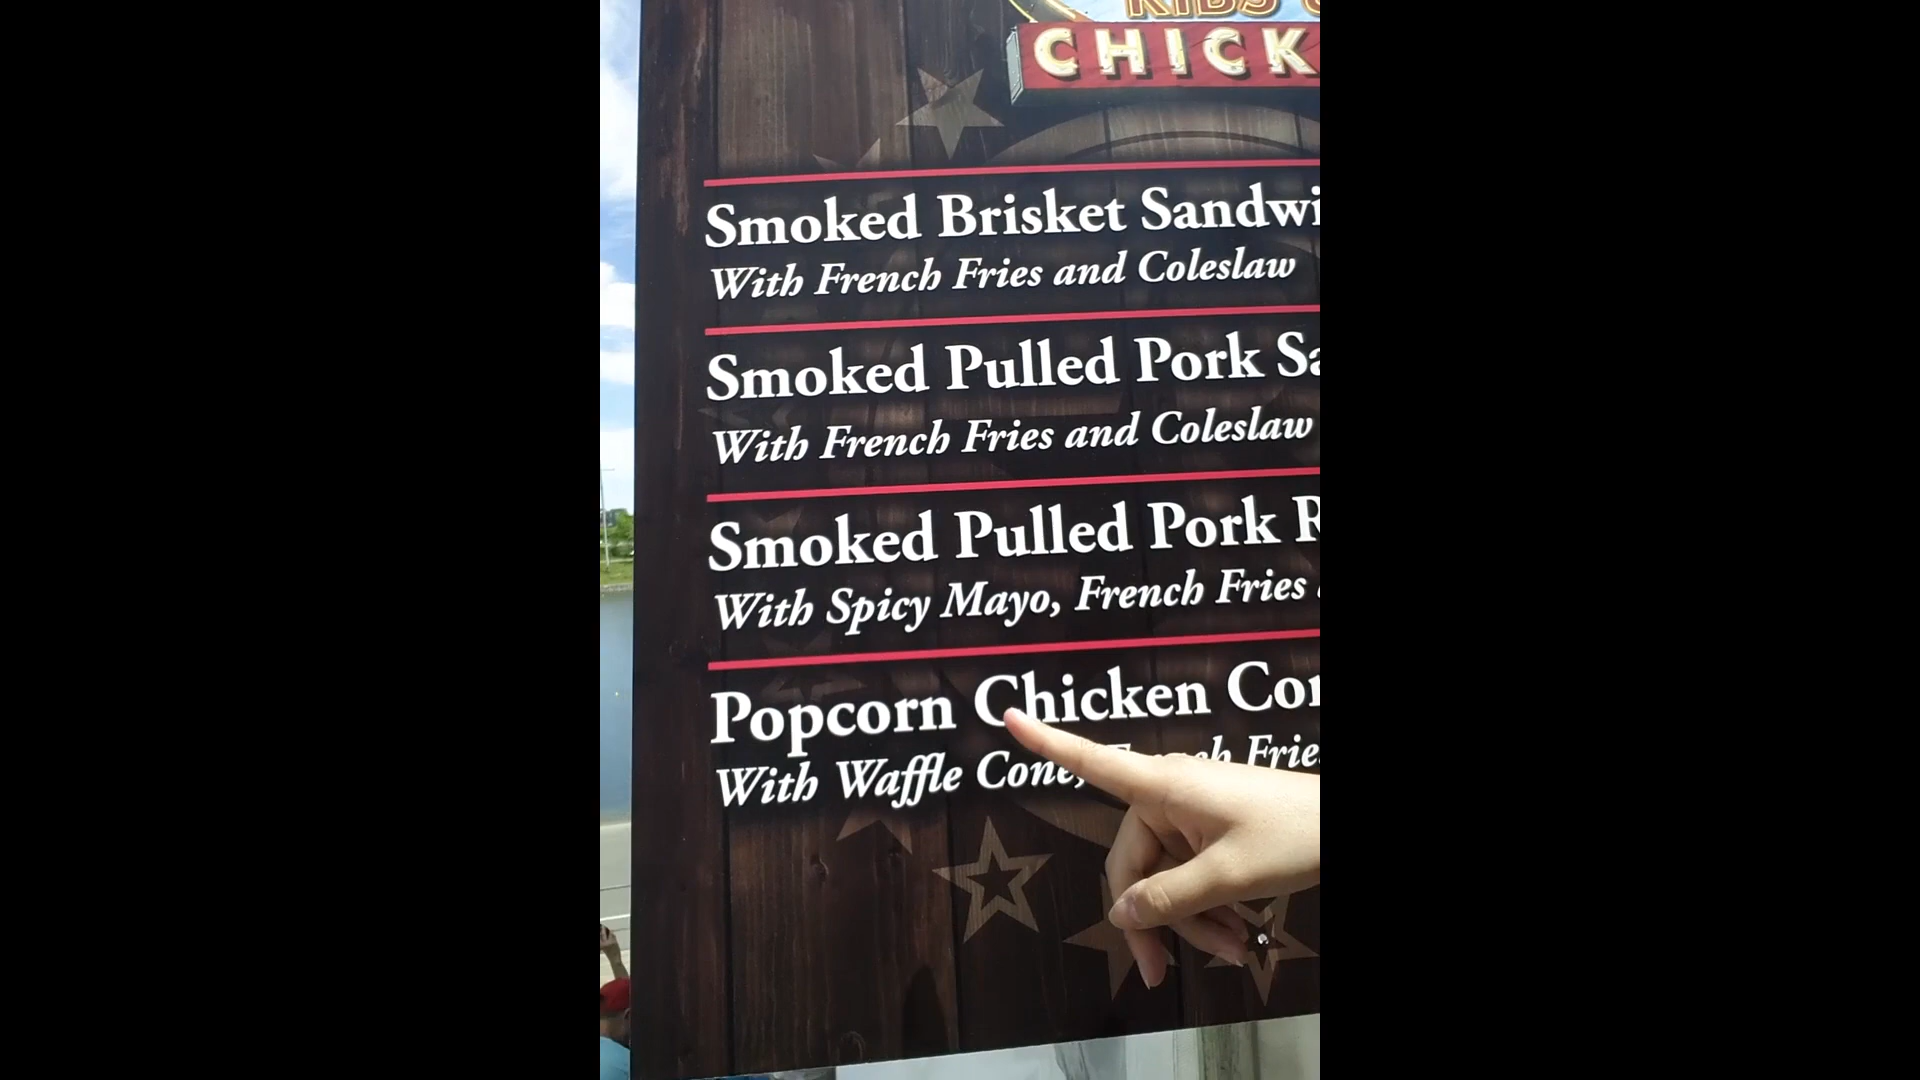 CHICK
Smoked Brisket Sandwi
With French Fries and Coleslaw
Smoked Pulled Pork Sa
With French Fries and Coleslaw
Smoked Pulled Pork R
With Spicy Mayo, French Fries
Popcorn Chicken Co
With Waffle Cone, French Frie